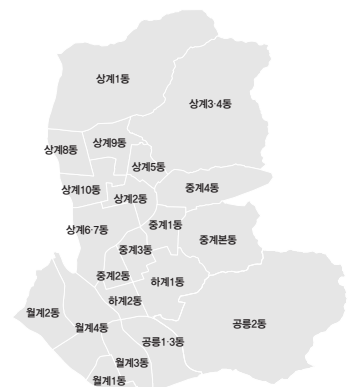 상계1동
상계3·4동
상계9동
상계8동
상계5동
상계10동
중계4동
상계2동
상계6·7동
중계1동
중계본동
중계3동
중계2동
하계1동
하계2동
월계2동
월계4동
공릉2동
공릉1·3동
월계3동
월계1동